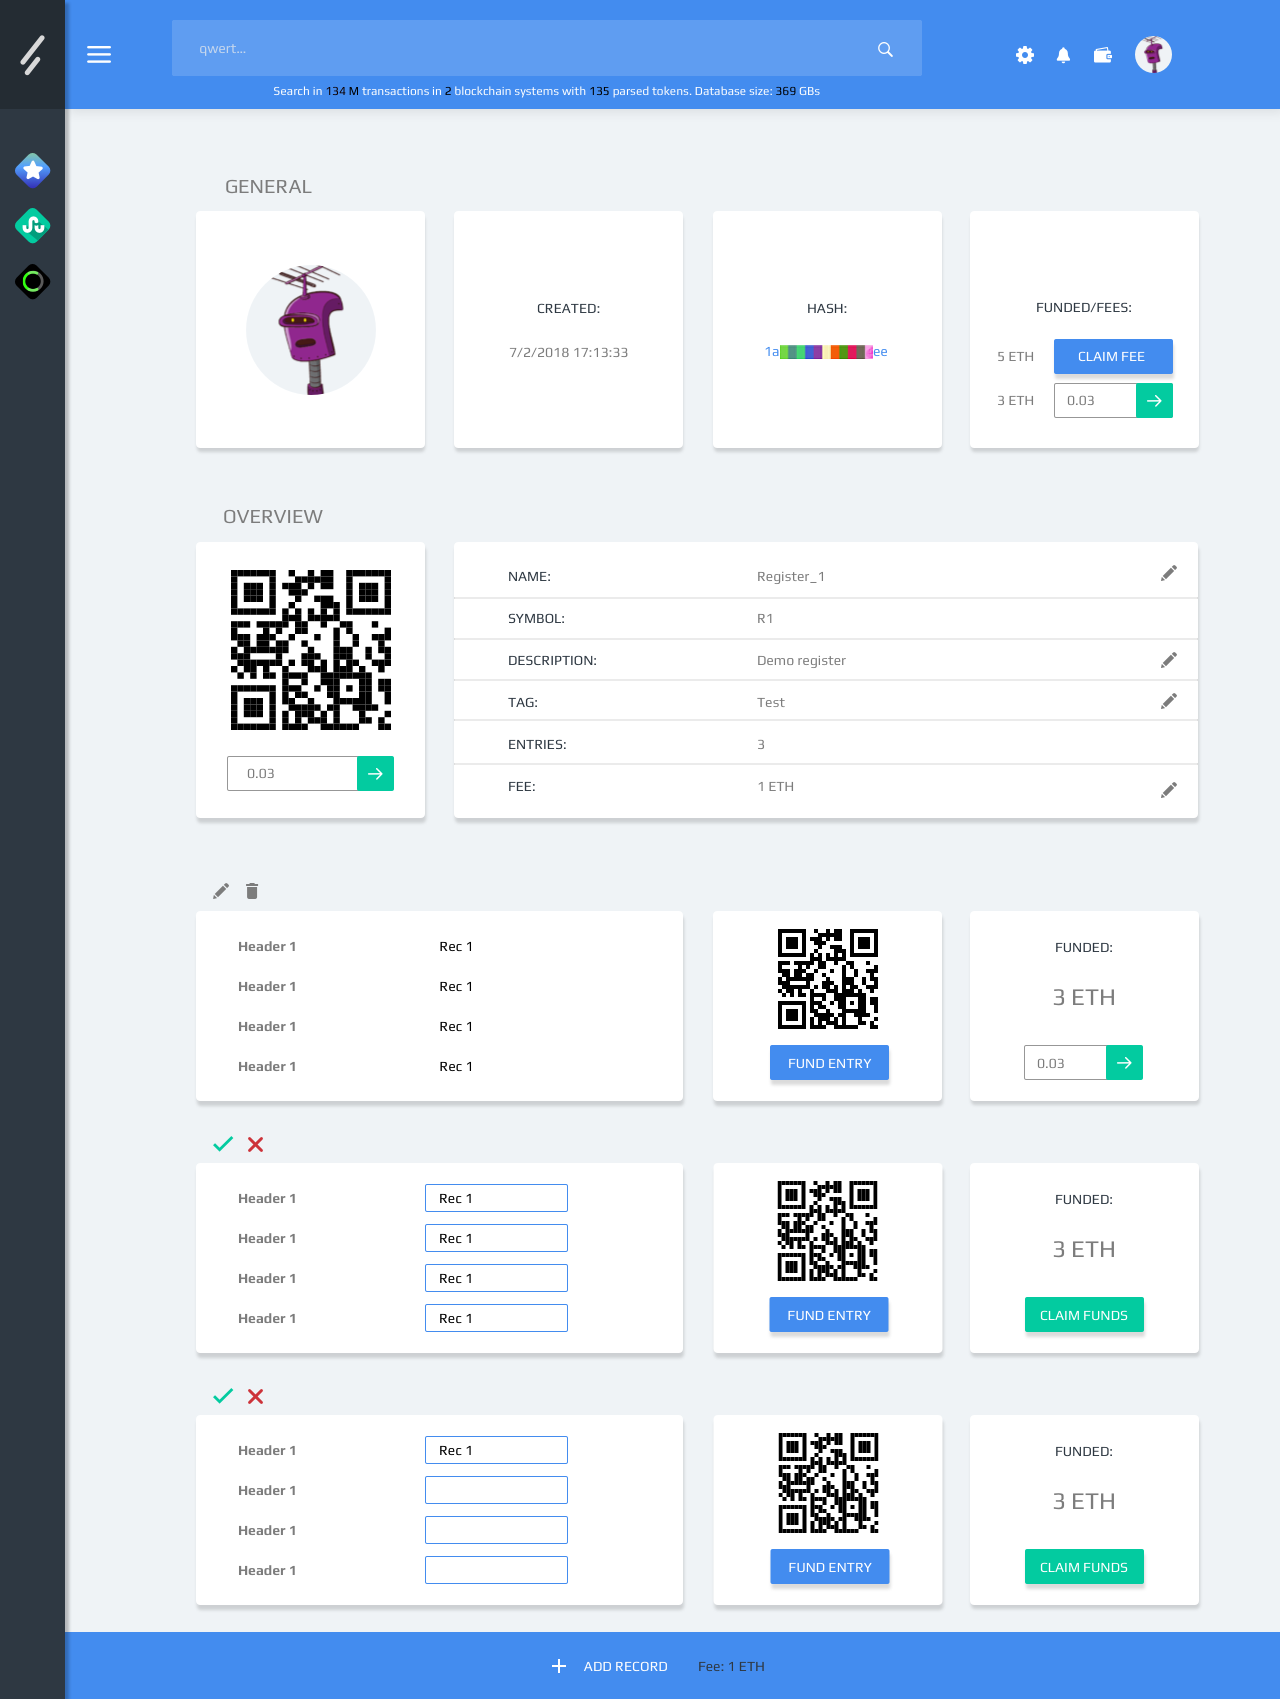 qwert...
Search in 134 M transactions in 2 blockchain systems with 135 parsed tokens. Database size: 369 GBs
GENERAL
CREATED:
7/2/2018 17:13:33
HASH:
1a ee
FUNDED/FEES:
5 ETH CLAIM FEE
3 ETH 0.03
OVERVIEW
0.03
NAME: Register_1
SYMBOL: R1
DESCRIPTION: Demo register
TAG: Test
ENTRIES: 3
FEE: 1 ETH
Header 1 Rec 1
Header 1 Rec 1
Header 1 Rec 1
Header 1 Rec 1
FUND ENTRY
FUNDED:
3 ETH
0.03
Header 1 Rec 1
Header 1 Rec 1
Header 1 Rec 1
Header 1 Rec 1
FUND ENTRY
FUNDED:
3 ETH
CLAIM FUNDS
Header 1 Rec 1
Header 1
Header 1
Header 1
FUND ENTRY
FUNDED:
3 ETH
CLAIM FUNDS
ADD RECORD Fee: 1 ETH